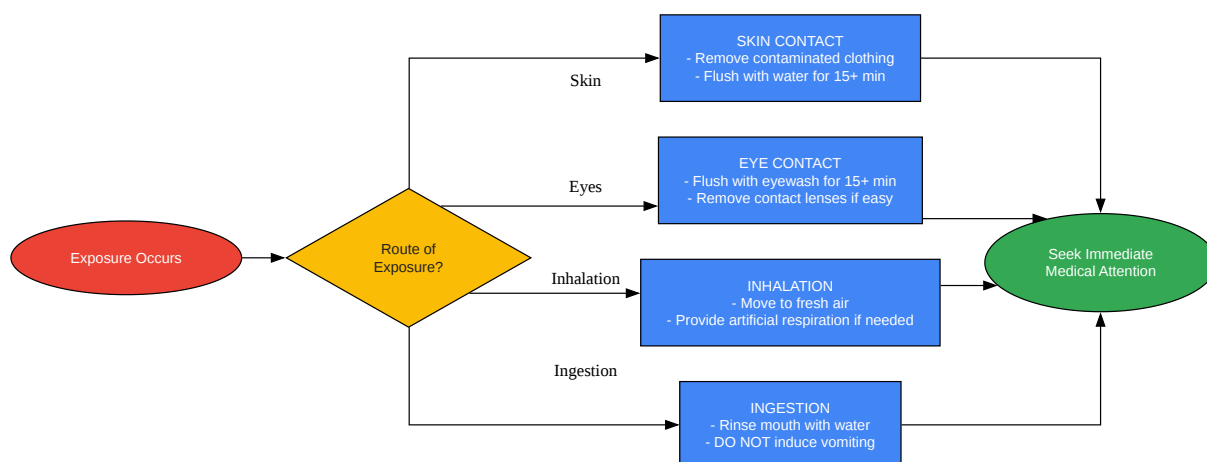 Exposure Occurs
Route of
Exposure?
Skin
SKIN CONTACT
- Remove contaminated clothing
- Flush with water for 15+ min
Eyes
EYE CONTACT
- Flush with eyewash for 15+ min
- Remove contact lenses if easy
Inhalation
INHALATION
- Move to fresh air
- Provide artificial respiration if needed
Ingestion
INGESTION
- Rinse mouth with water
- DO NOT induce vomiting
Seek Immediate
Medical Attention